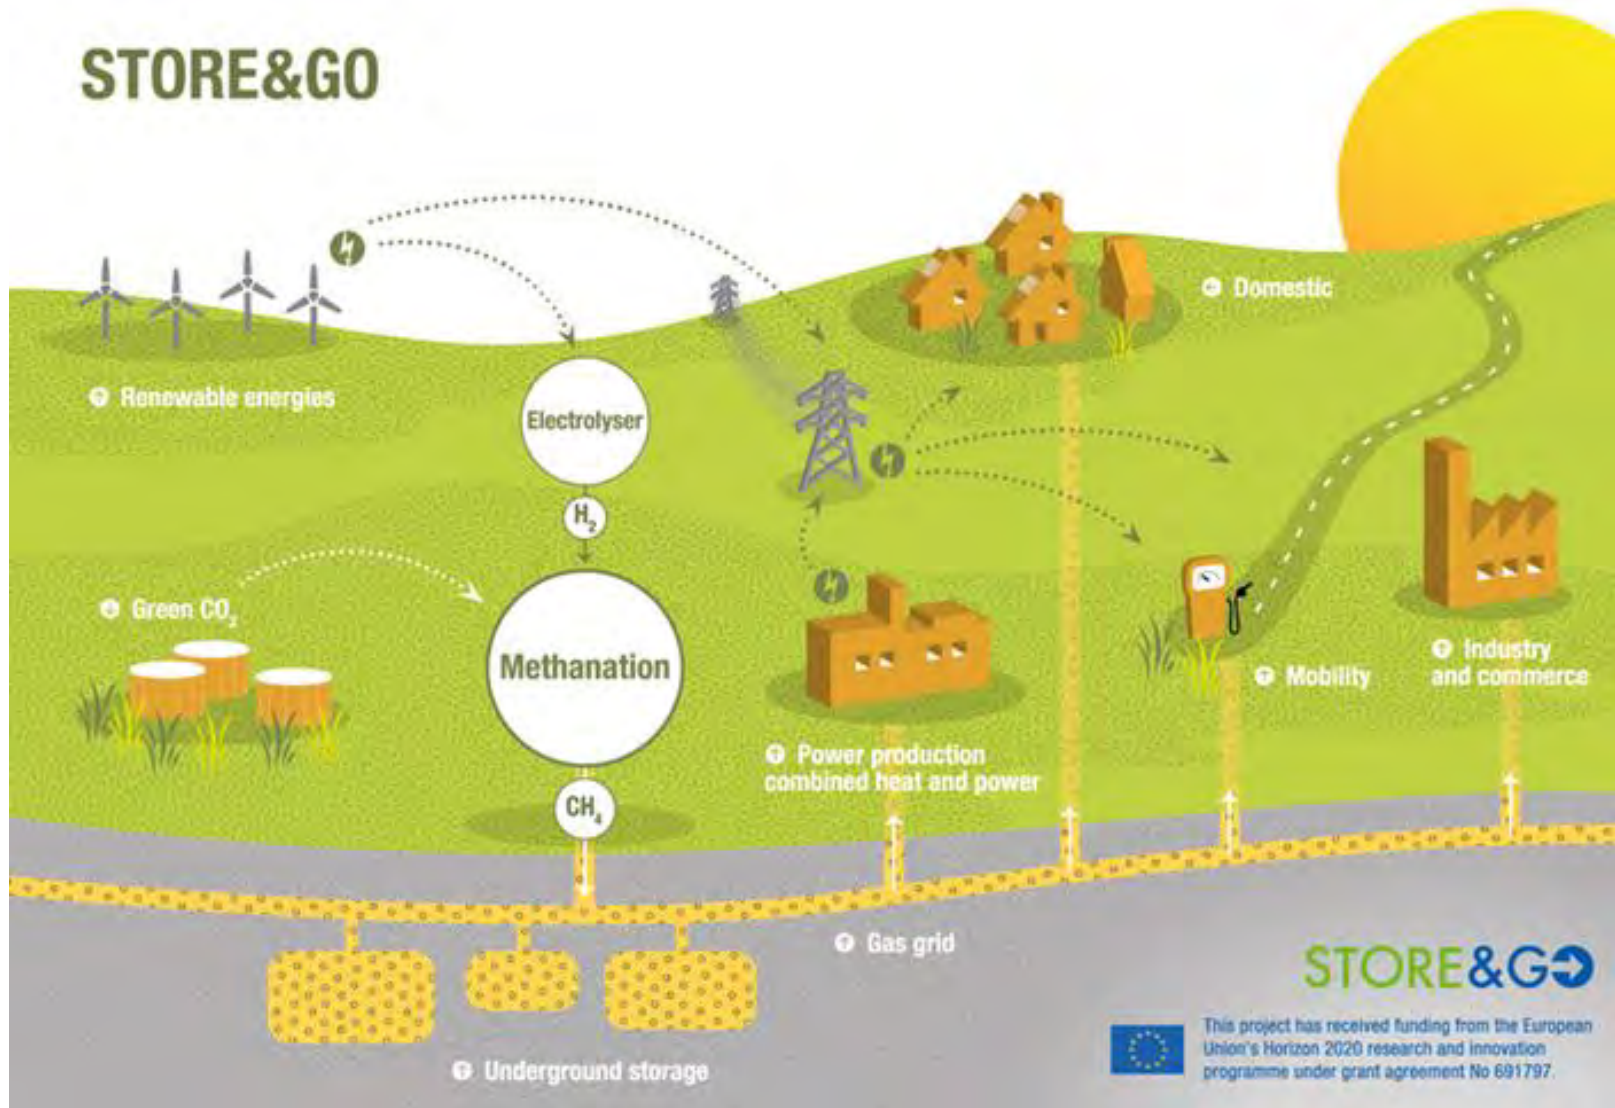 STORE&GO
Renewable energies
Electrolyser
H2
Green CO2
Methanation
CH4
Domestic
Mobility
Industry
and commerce
Power production
combined heat and power
Gas grid
Underground storage
STORE&GO
This project has received funding from the European
Union's Horizon 2020 research and innovation
programme under grant agreement No 691797.